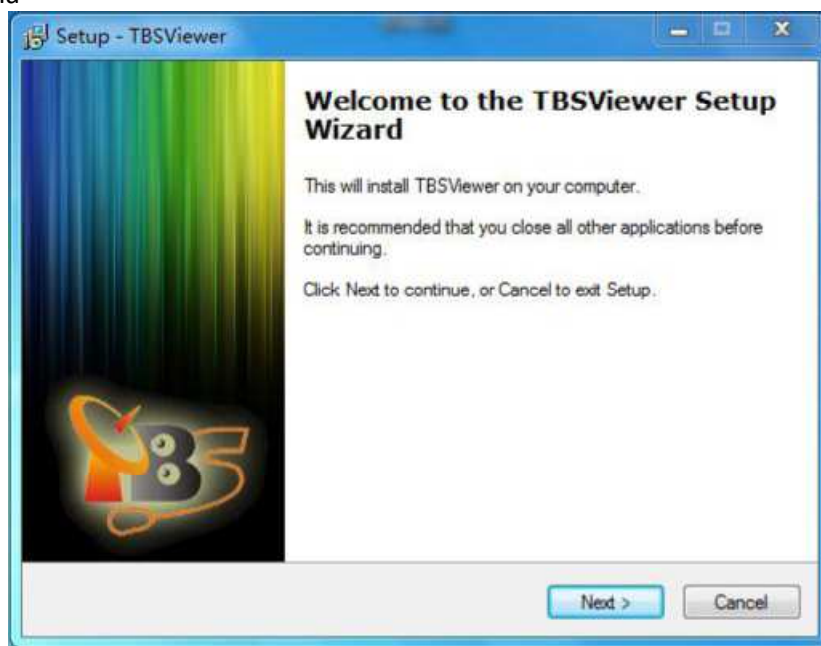 Setup - TBSViewer
Welcome to the TBSViewer Setup
Wizard
This will install TBSViewer on your computer.
It is recommended that you close all other applications before
continuing.
Click Next to continue, or Cancel to exit Setup.
TBS
Next >
Cancel